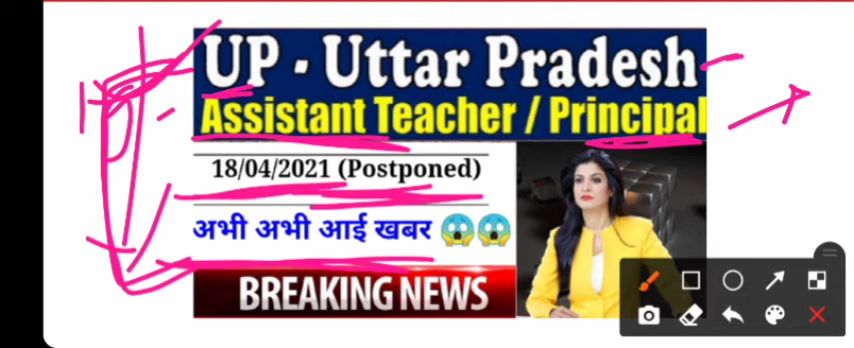 UP - Uttar Pradesh
Assistant Teacher / Principal
18/04/2021 (Postponed)
अभी अभी आई खबर 😱😱
BREAKING NEWS